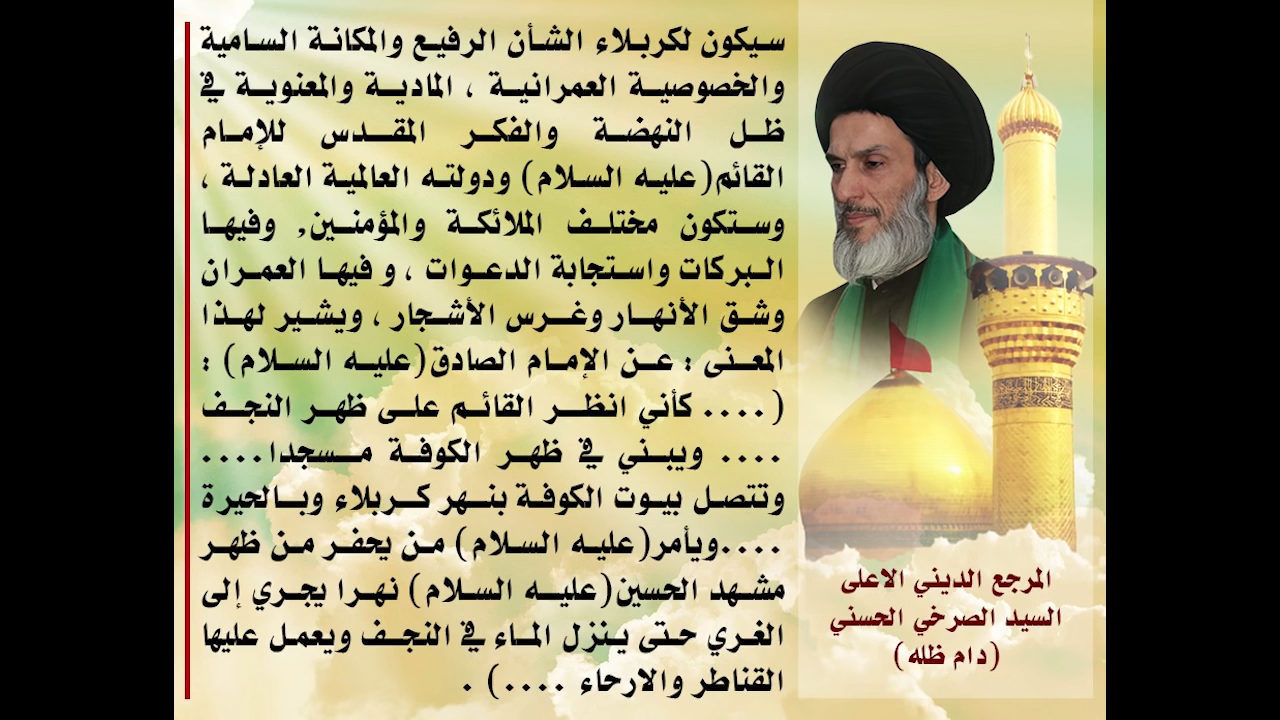 سيكون لكربلاء الشأن الرفيع والمكانة السامية
والخصوصية العمرانية ، المادية والمعنوية في
ظل النهضة والفكر المقدس للإمام
القائم(عليه السلام) ودولته العالمية العادلة ،
وستكون مختلف الملائكة والمؤمنين, وفيها
البركات واستجابة الدعوات ، و فيها العمران
وشق الأنهار وغرس الأشجار ، ويشير لهذا
المعنى : عن الإمام الصادق(عليه السلام) :
(.... كأني انظر القائم على ظهر النجف
.... ويبني في ظهر الكوفة مسجدا....
وتتصل بيوت الكوفة بنهر كربلاء وبالحيرة
....ويأمر(عليه السلام) من يحفر من ظهر
مشهد الحسين(عليه السلام) نهرا يجري إلى
الغري حتى ينزل الماء في النجف ويعمل عليها
القناطر والارحاء ....) .
المرجع الديني الاعلى
السيد الصرخي الحسني
(دام ظله)